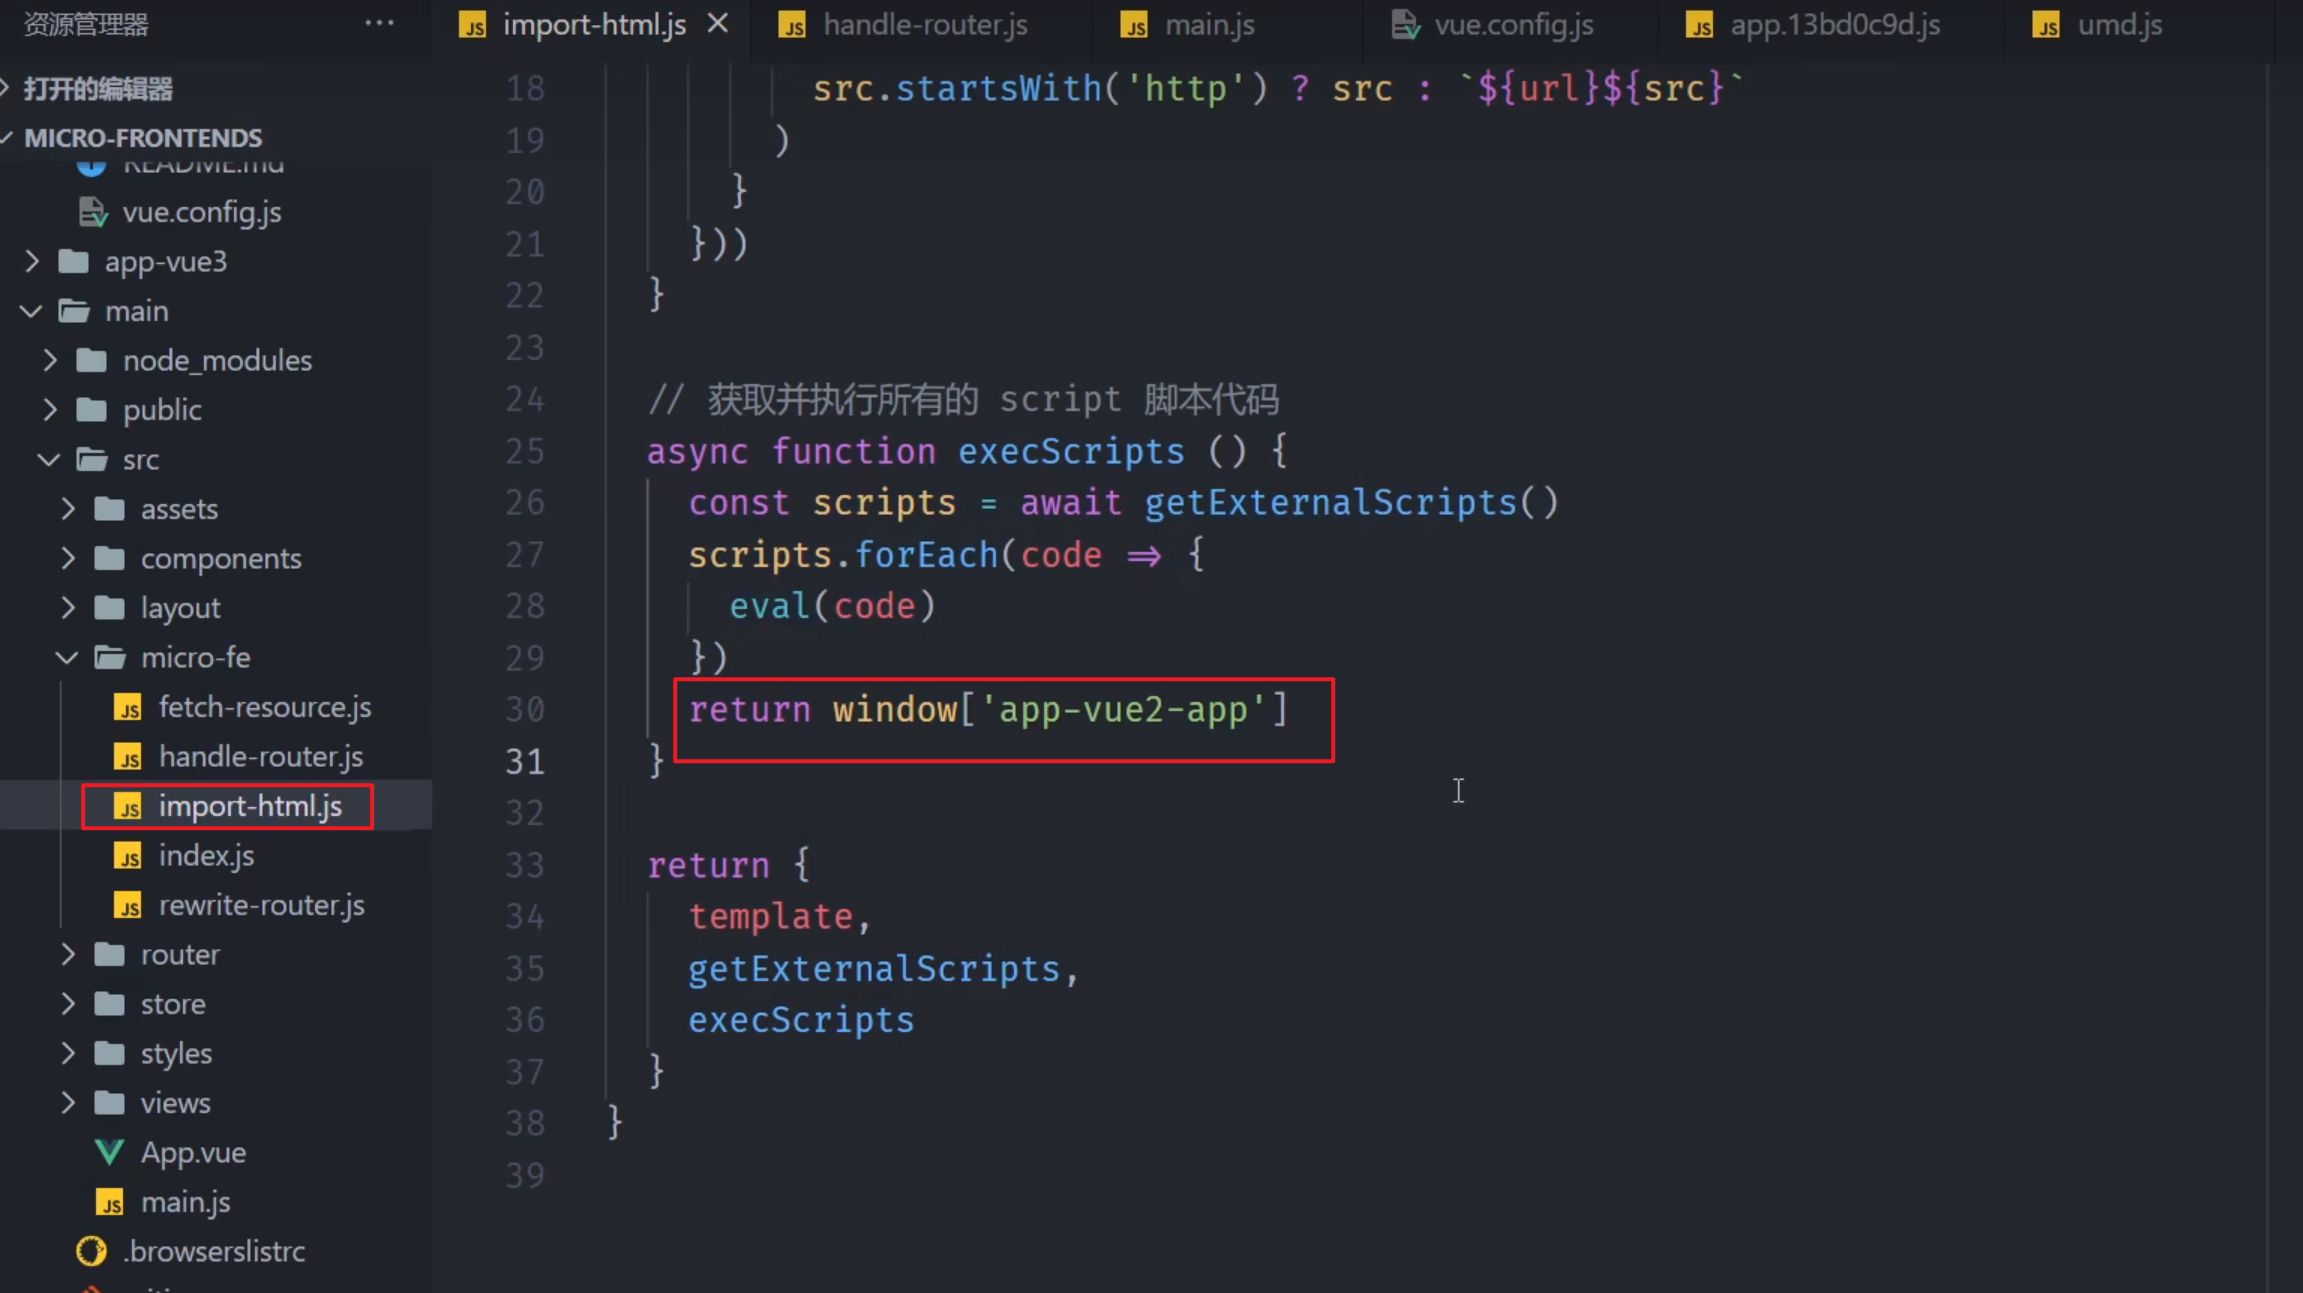 资源管理器
···
import-html.js
handle-router.js
main.js
vue.config.js
app.13bd0c9d.js
umd.js
打开的编辑器
MICRO-FRONTENDS
README.md
vue.config.js
app-vue3
main
node_modules
public
src
assets
components
layout
micro-fe
fetch-resource.js
handle-router.js
import-html.js
index.js
rewrite-router.js
router
store
styles
views
App.vue
main.js
.browserslistrc
18 src.startsWith('http') ? src : `${url}${src}`
19 )
20 }
21 }))
22 }
23
24 // 获取并执行所有的 script 脚本代码
25 async function execScripts () {
26 const scripts = await getExternalScripts()
27 scripts.forEach(code => {
28 eval(code)
29 })
30 return window['app-vue2-app']
31 }
32
33 return {
34 template,
35 getExternalScripts,
36 execScripts
37 }
38 }
39